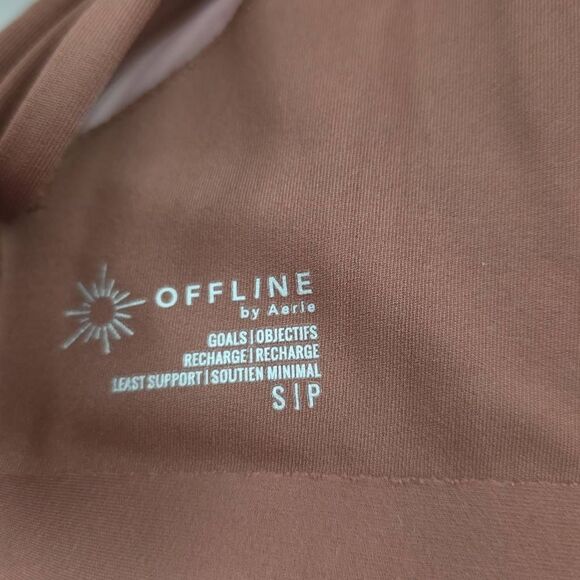 OFFLINE
by Aerie
GOALS | OBJECTIFS
RECHARGE | RECHARGE
LEAST SUPPORT | SOUTIEN MINIMAL
S | P